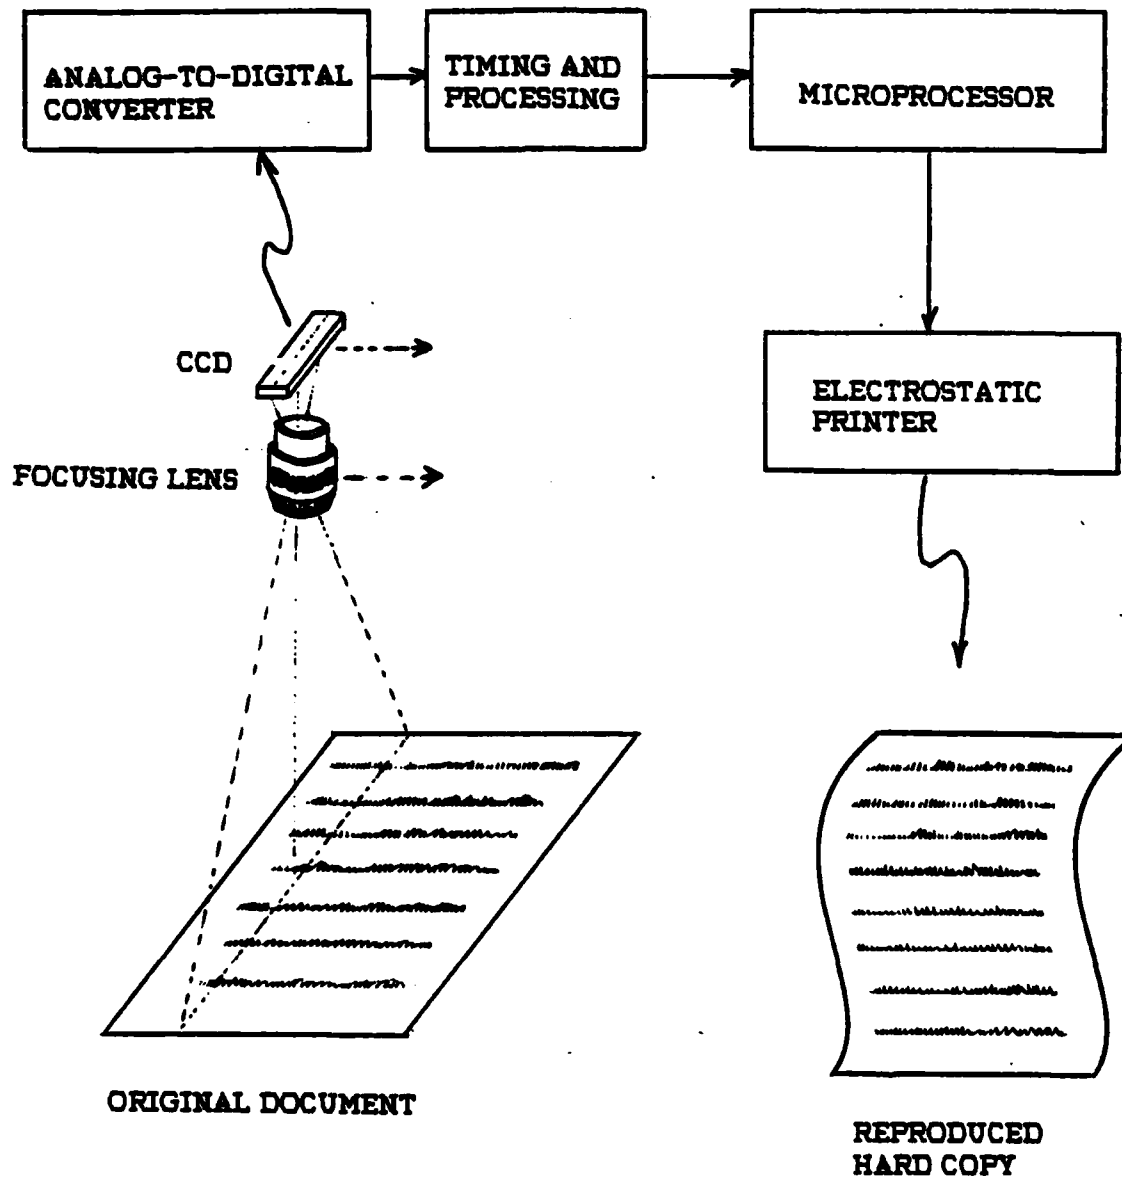 ANALOG-TO-DIGITAL
CONVERTER
TIMING AND
PROCESSING
MICROPROCESSOR
CCD
FOCUSING LENS
ELECTROSTATIC
PRINTER
ORIGINAL DOCUMENT
REPRODUCED
HARD COPY